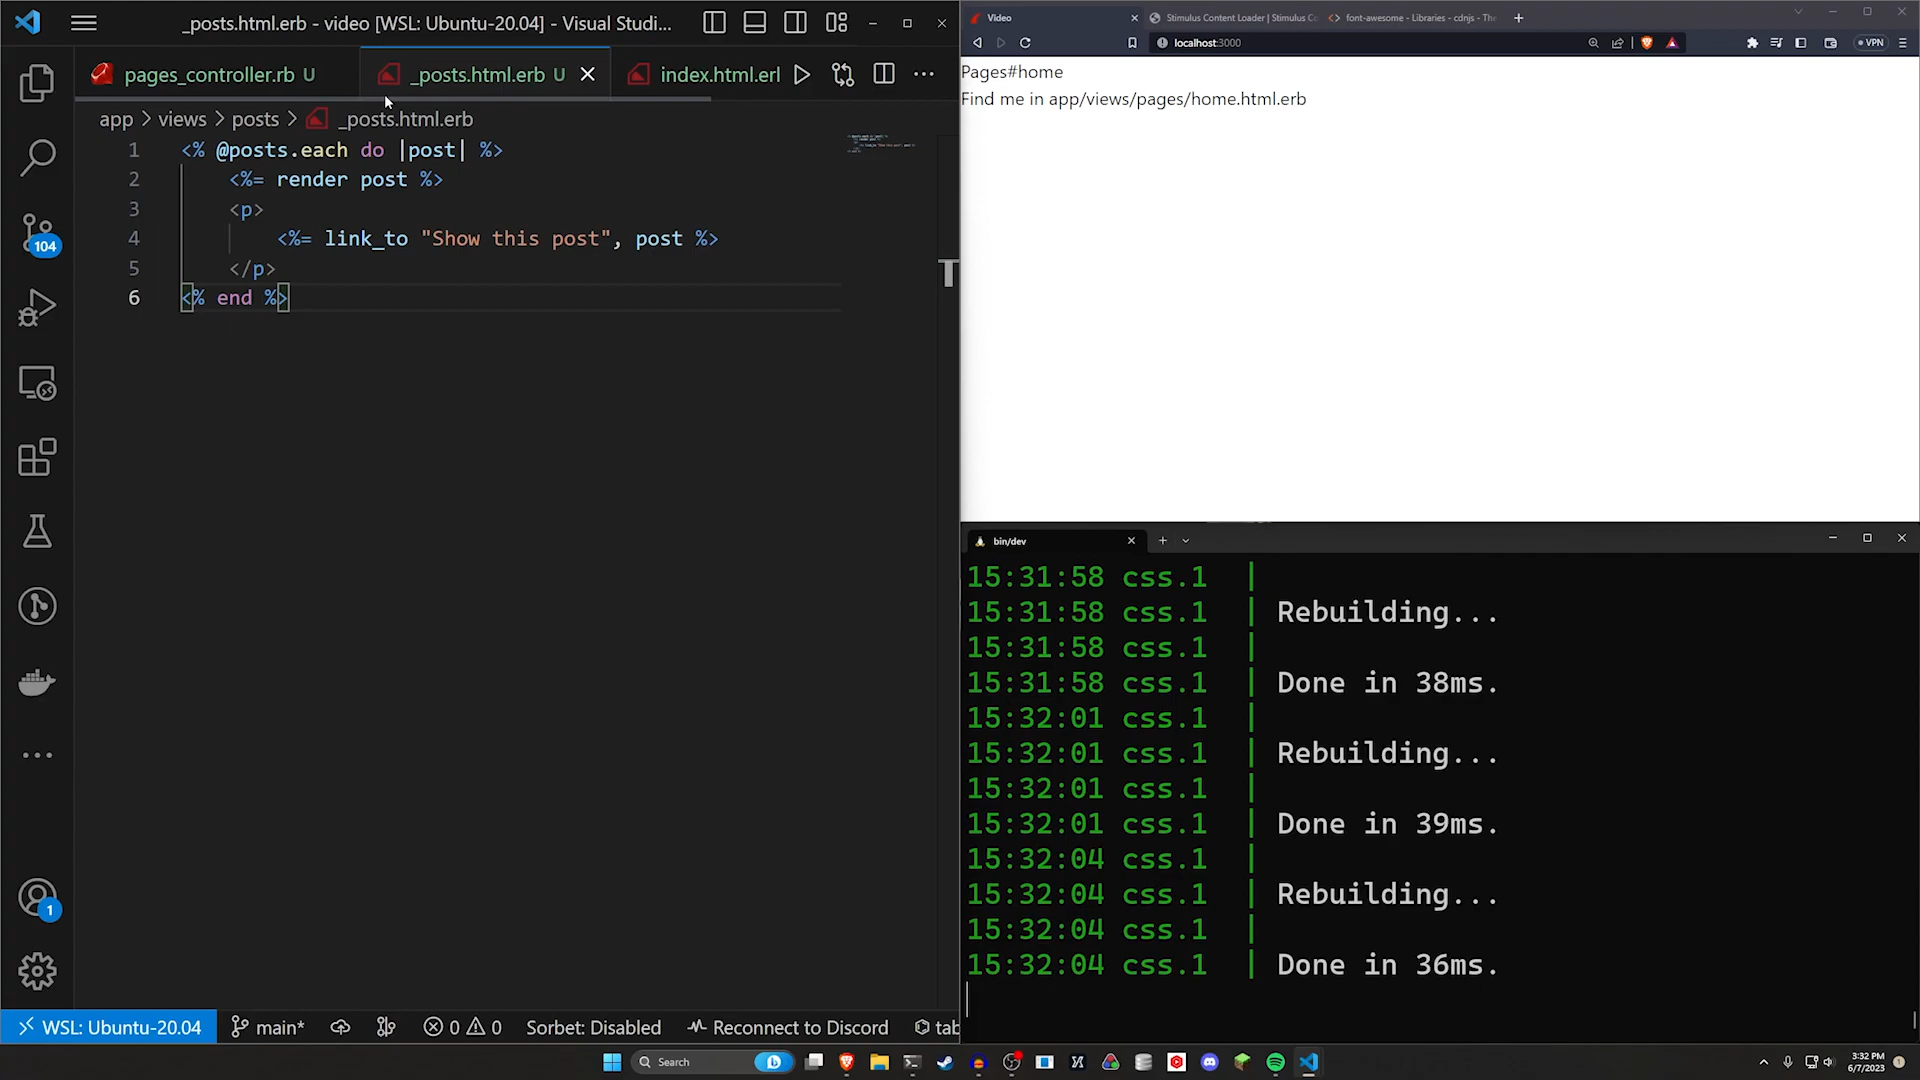 _posts.html.erb - video [WSL: Ubuntu-20.04] - Visual Studi...
pages_controller.rb U
_posts.html.erb U
index.html.erl
app > views > posts > _posts.html.erb
1 <% @posts.each do |post| %>
2 <%= render post %>
3 <p>
4 <%= link_to "Show this post", post %>
5 </p>
6 <% end %>
104
1
WSL: Ubuntu-20.04
main*
0 0
Sorbet: Disabled
Reconnect to Discord
tab
Video
Stimulus Content Loader | Stimulus Co
font-awesome - Libraries - cdnjs - The
localhost:3000
VPN
Pages#home
Find me in app/views/pages/home.html.erb
bin/dev
15:31:58 css.1 |
15:31:58 css.1 | Rebuilding...
15:31:58 css.1 |
15:31:58 css.1 | Done in 38ms.
15:32:01 css.1 |
15:32:01 css.1 | Rebuilding...
15:32:01 css.1 |
15:32:01 css.1 | Done in 39ms.
15:32:04 css.1 |
15:32:04 css.1 | Rebuilding...
15:32:04 css.1 |
15:32:04 css.1 | Done in 36ms.
Search
3:32 PM
6/7/2023